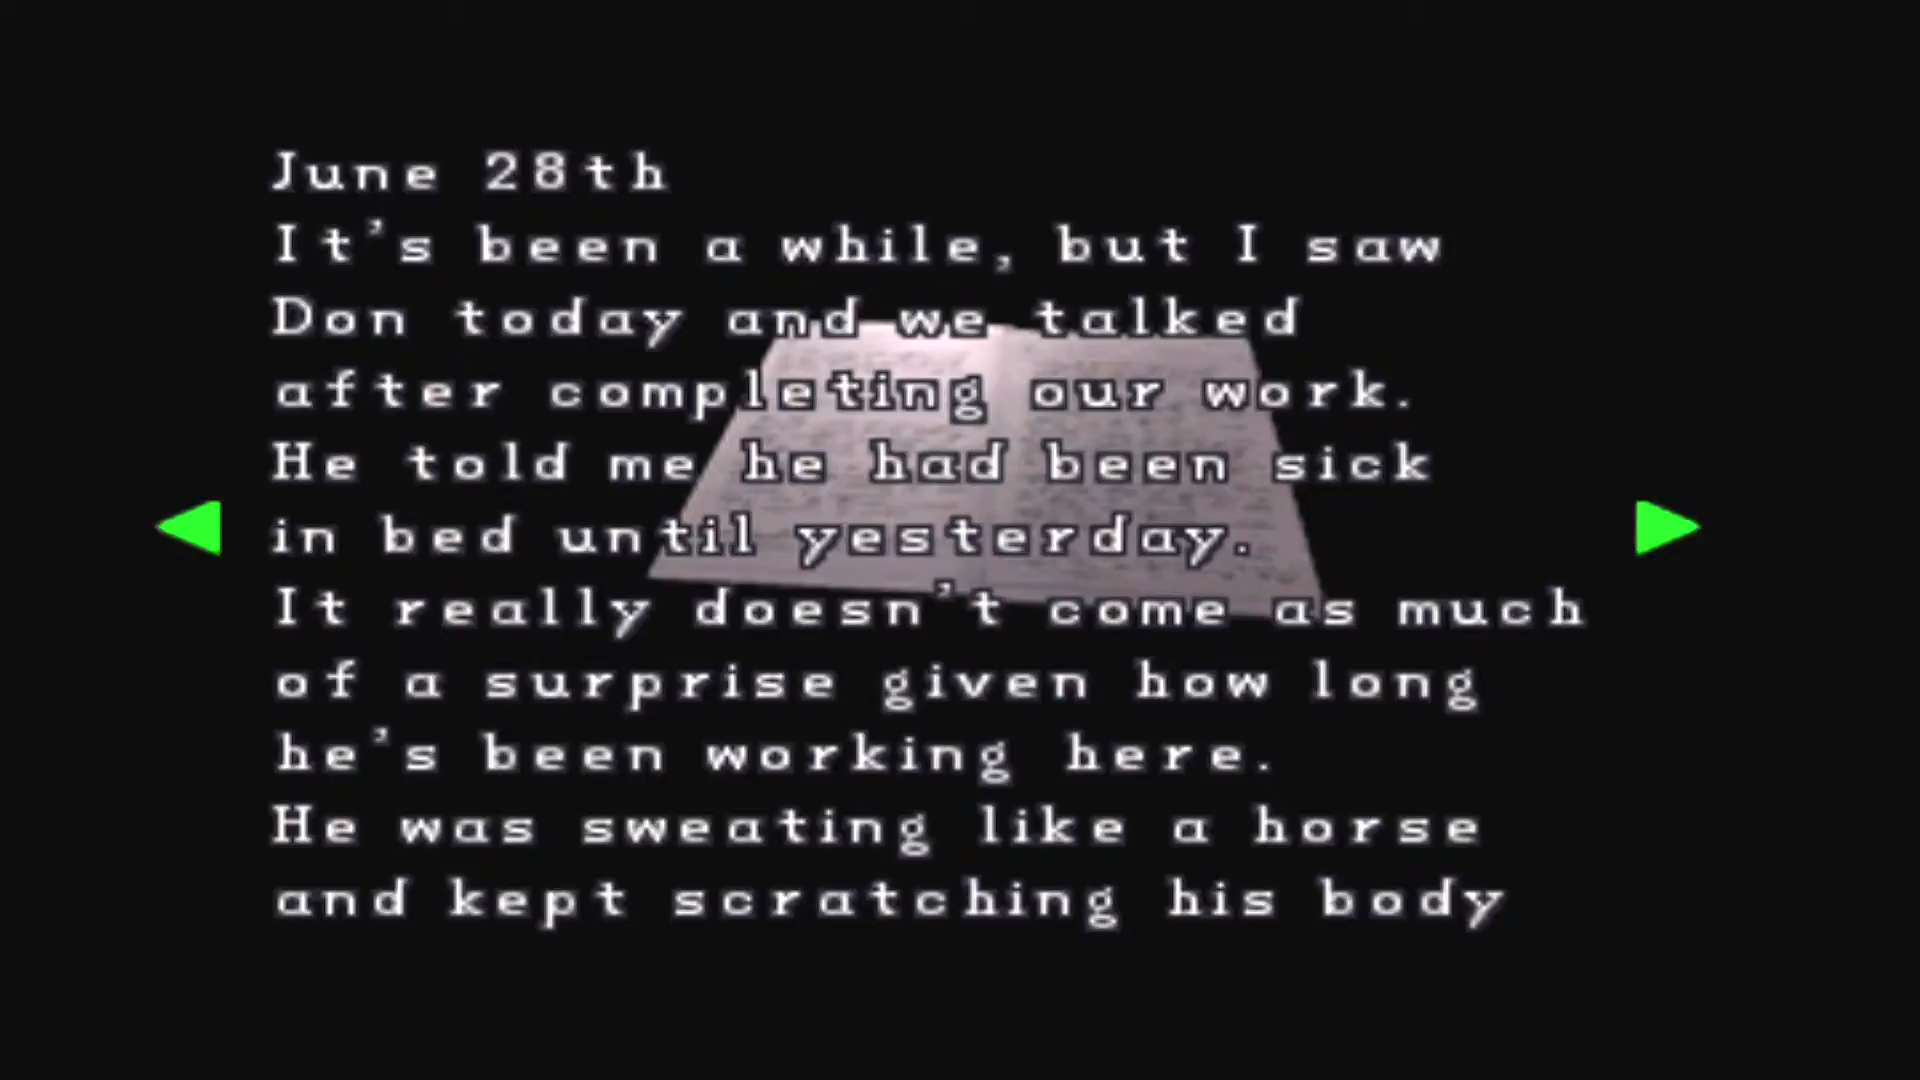 June 28th
It's been a while, but I saw
Don today and we talked
after completing our work.
He told me he had been sick
in bed until yesterday.
It really doesn't come as much
of a surprise given how long
he's been working here.
He was sweating like a horse
and kept scratching his body